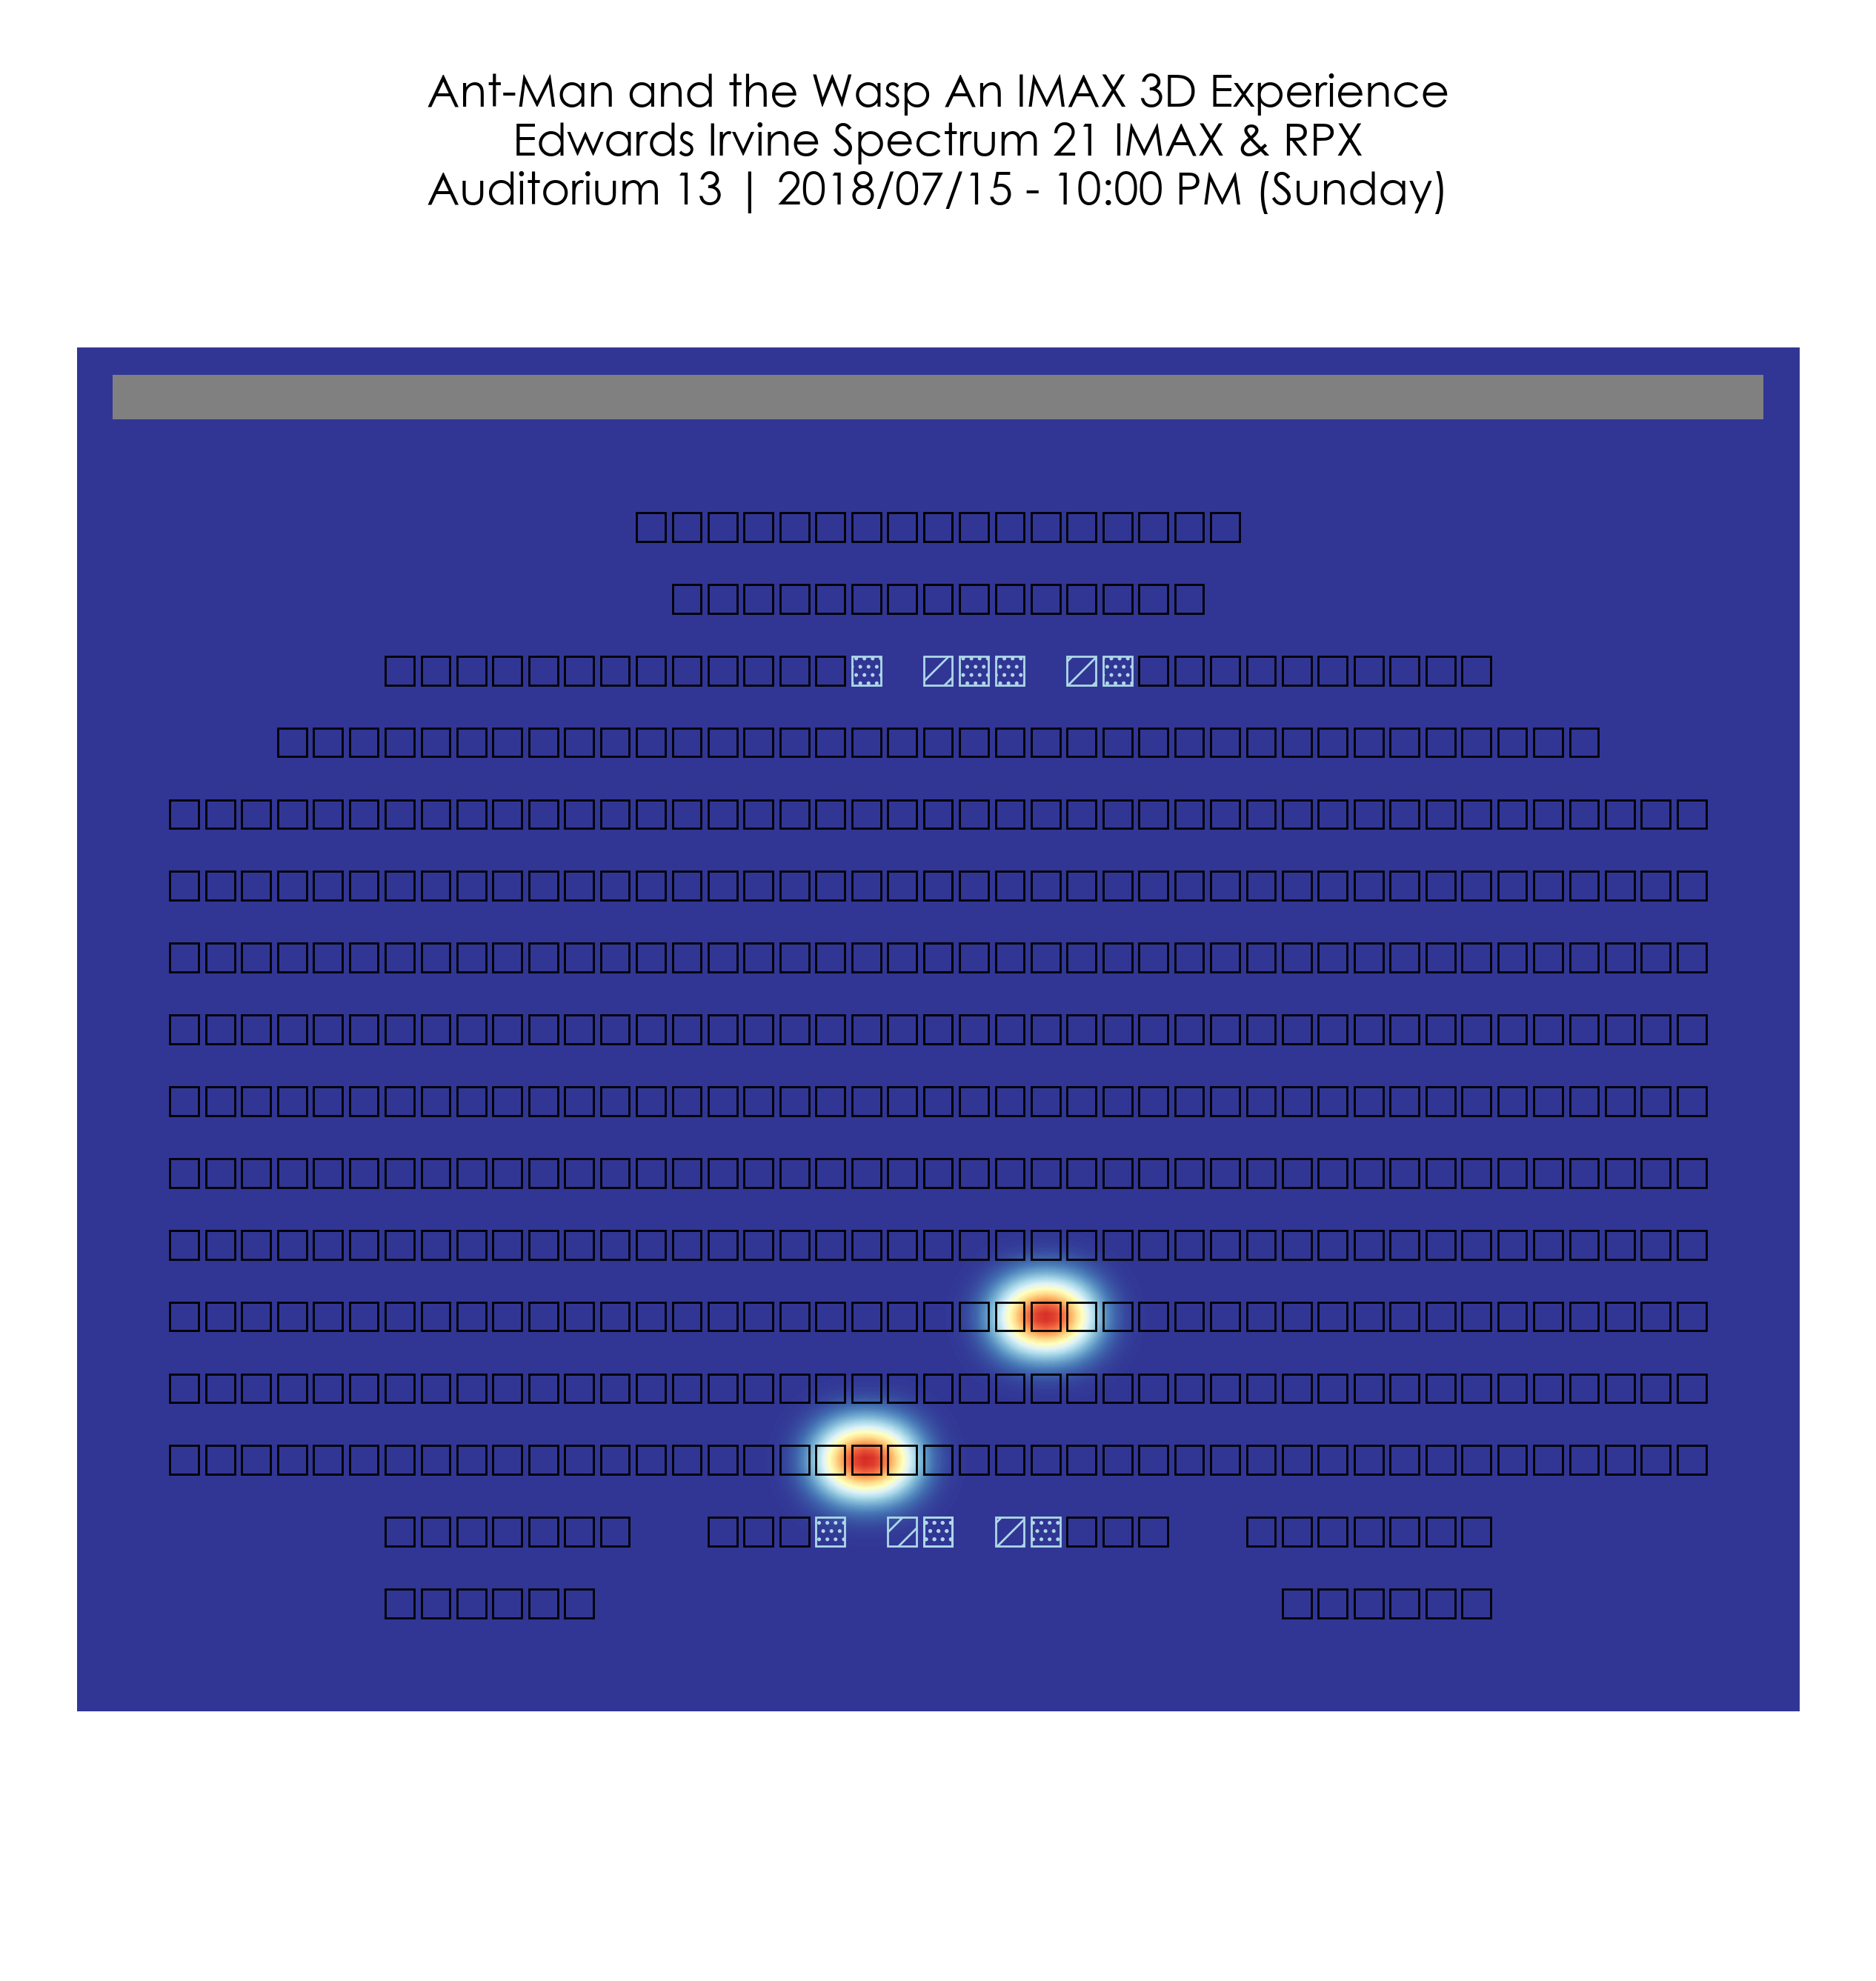 Ant-Man and the Wasp An IMAX 3D Experience
Edwards Irvine Spectrum 21 IMAX & RPX
Auditorium 13 | 2018/07/15 - 10:00 PM (Sunday)